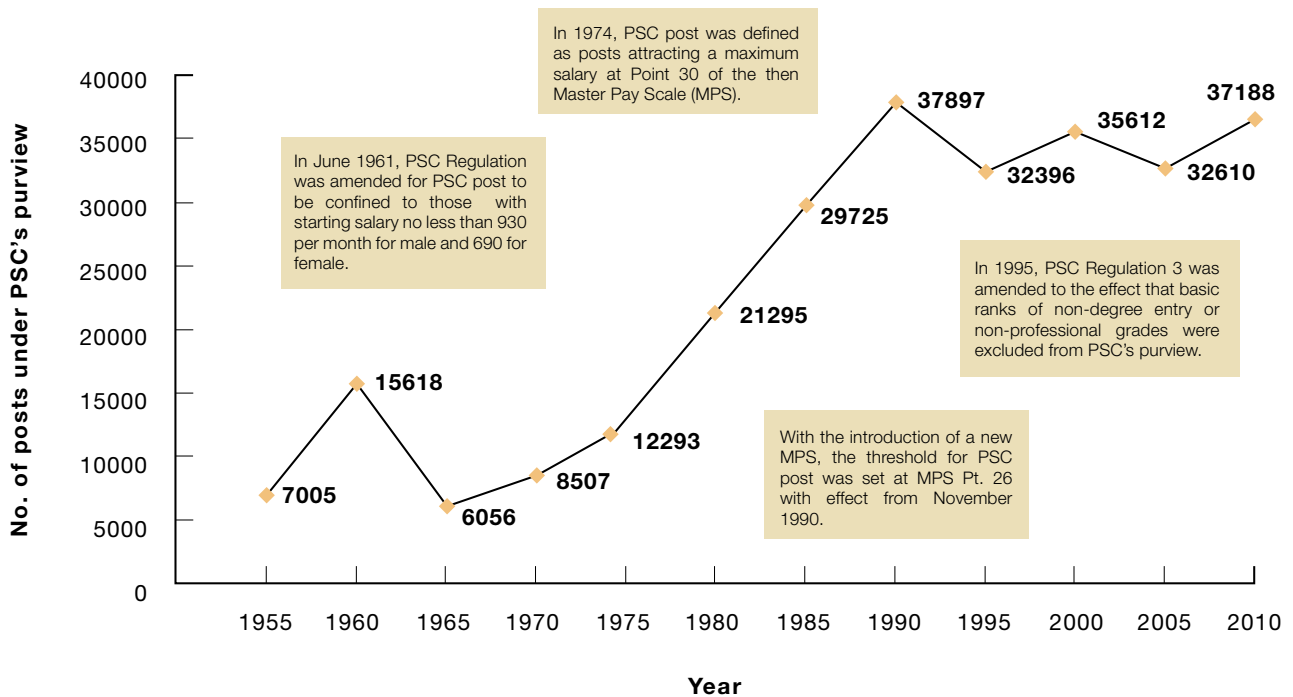 In 1974, PSC post was defined
as posts attracting a maximum
salary at Point 30 of the then
Master Pay Scale (MPS).
In June 1961, PSC Regulation
was amended for PSC post to
be confined to those with
starting salary no less than 930
per month for male and 690 for
female.
In 1995, PSC Regulation 3 was
amended to the effect that basic
ranks of non-degree entry or
non-professional grades were
excluded from PSC's purview.
With the introduction of a new
MPS, the threshold for PSC
post was set at MPS Pt. 26
with effect from November
1990.
No. of posts under PSC's purview
40000
35000
30000
25000
20000
15000
10000
5000
0
7005
15618
6056
8507
12293
21295
29725
37897
32396
35612
32610
37188
1955 1960 1965 1970 1975 1980 1985 1990 1995 2000 2005 2010
Year